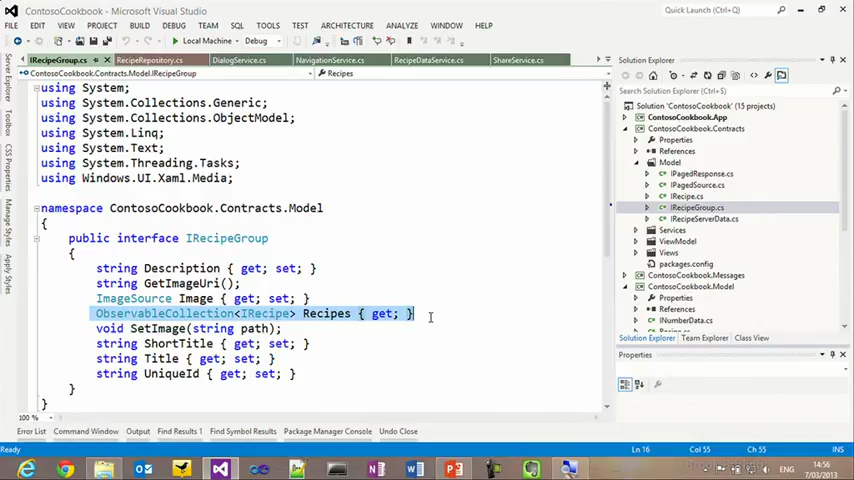 ContosoCookbook - Microsoft Visual Studio
Quick Launch (Ctrl+Q)
FILE EDIT VIEW PROJECT BUILD DEBUG TEAM SQL TOOLS TEST ARCHITECTURE ANALYZE WINDOW HELP
Local Machine Debug
IRecipeGroup.cs RecipeRepository.cs DialogService.cs NavigationService.cs RecipeDataService.cs ShareService.cs
ContosoCookbook.Contracts.Model.IRecipeGroup Recipes
using System;
using System.Collections.Generic;
using System.Collections.ObjectModel;
using System.Linq;
using System.Text;
using System.Threading.Tasks;
using Windows.UI.Xaml.Media;
namespace ContosoCookbook.Contracts.Model
{
public interface IRecipeGroup
{
string Description { get; set; }
string GetImageUri();
ImageSource Image { get; set; }
ObservableCollection<IRecipe> Recipes { get; }
void SetImage(string path);
string ShortTitle { get; set; }
string Title { get; set; }
string UniqueId { get; set; }
}
}
100 %
Server Explorer
Toolbox
CSS Properties
Manage Styles
Apply Styles
Solution Explorer
Search Solution Explorer (Ctrl+;)
Solution 'ContosoCookbook' (15 projects)
ContosoCookbook.App
ContosoCookbook.Contracts
Properties
References
Model
IPagedResponse.cs
IPagedSource.cs
IRecipe.cs
IRecipeGroup.cs
IRecipeServerData.cs
Services
ViewModel
Views
packages.config
ContosoCookbook.Messages
ContosoCookbook.Model
INumberData.cs
Solution Explorer Team Explorer Class View
Properties
Error List Command Window Output Find Results 1 Find Symbol Results Package Manager Console Undo Close
Ready Ln 16 Col 55 Ch 55 INS
ENG 14:56
7/03/2013